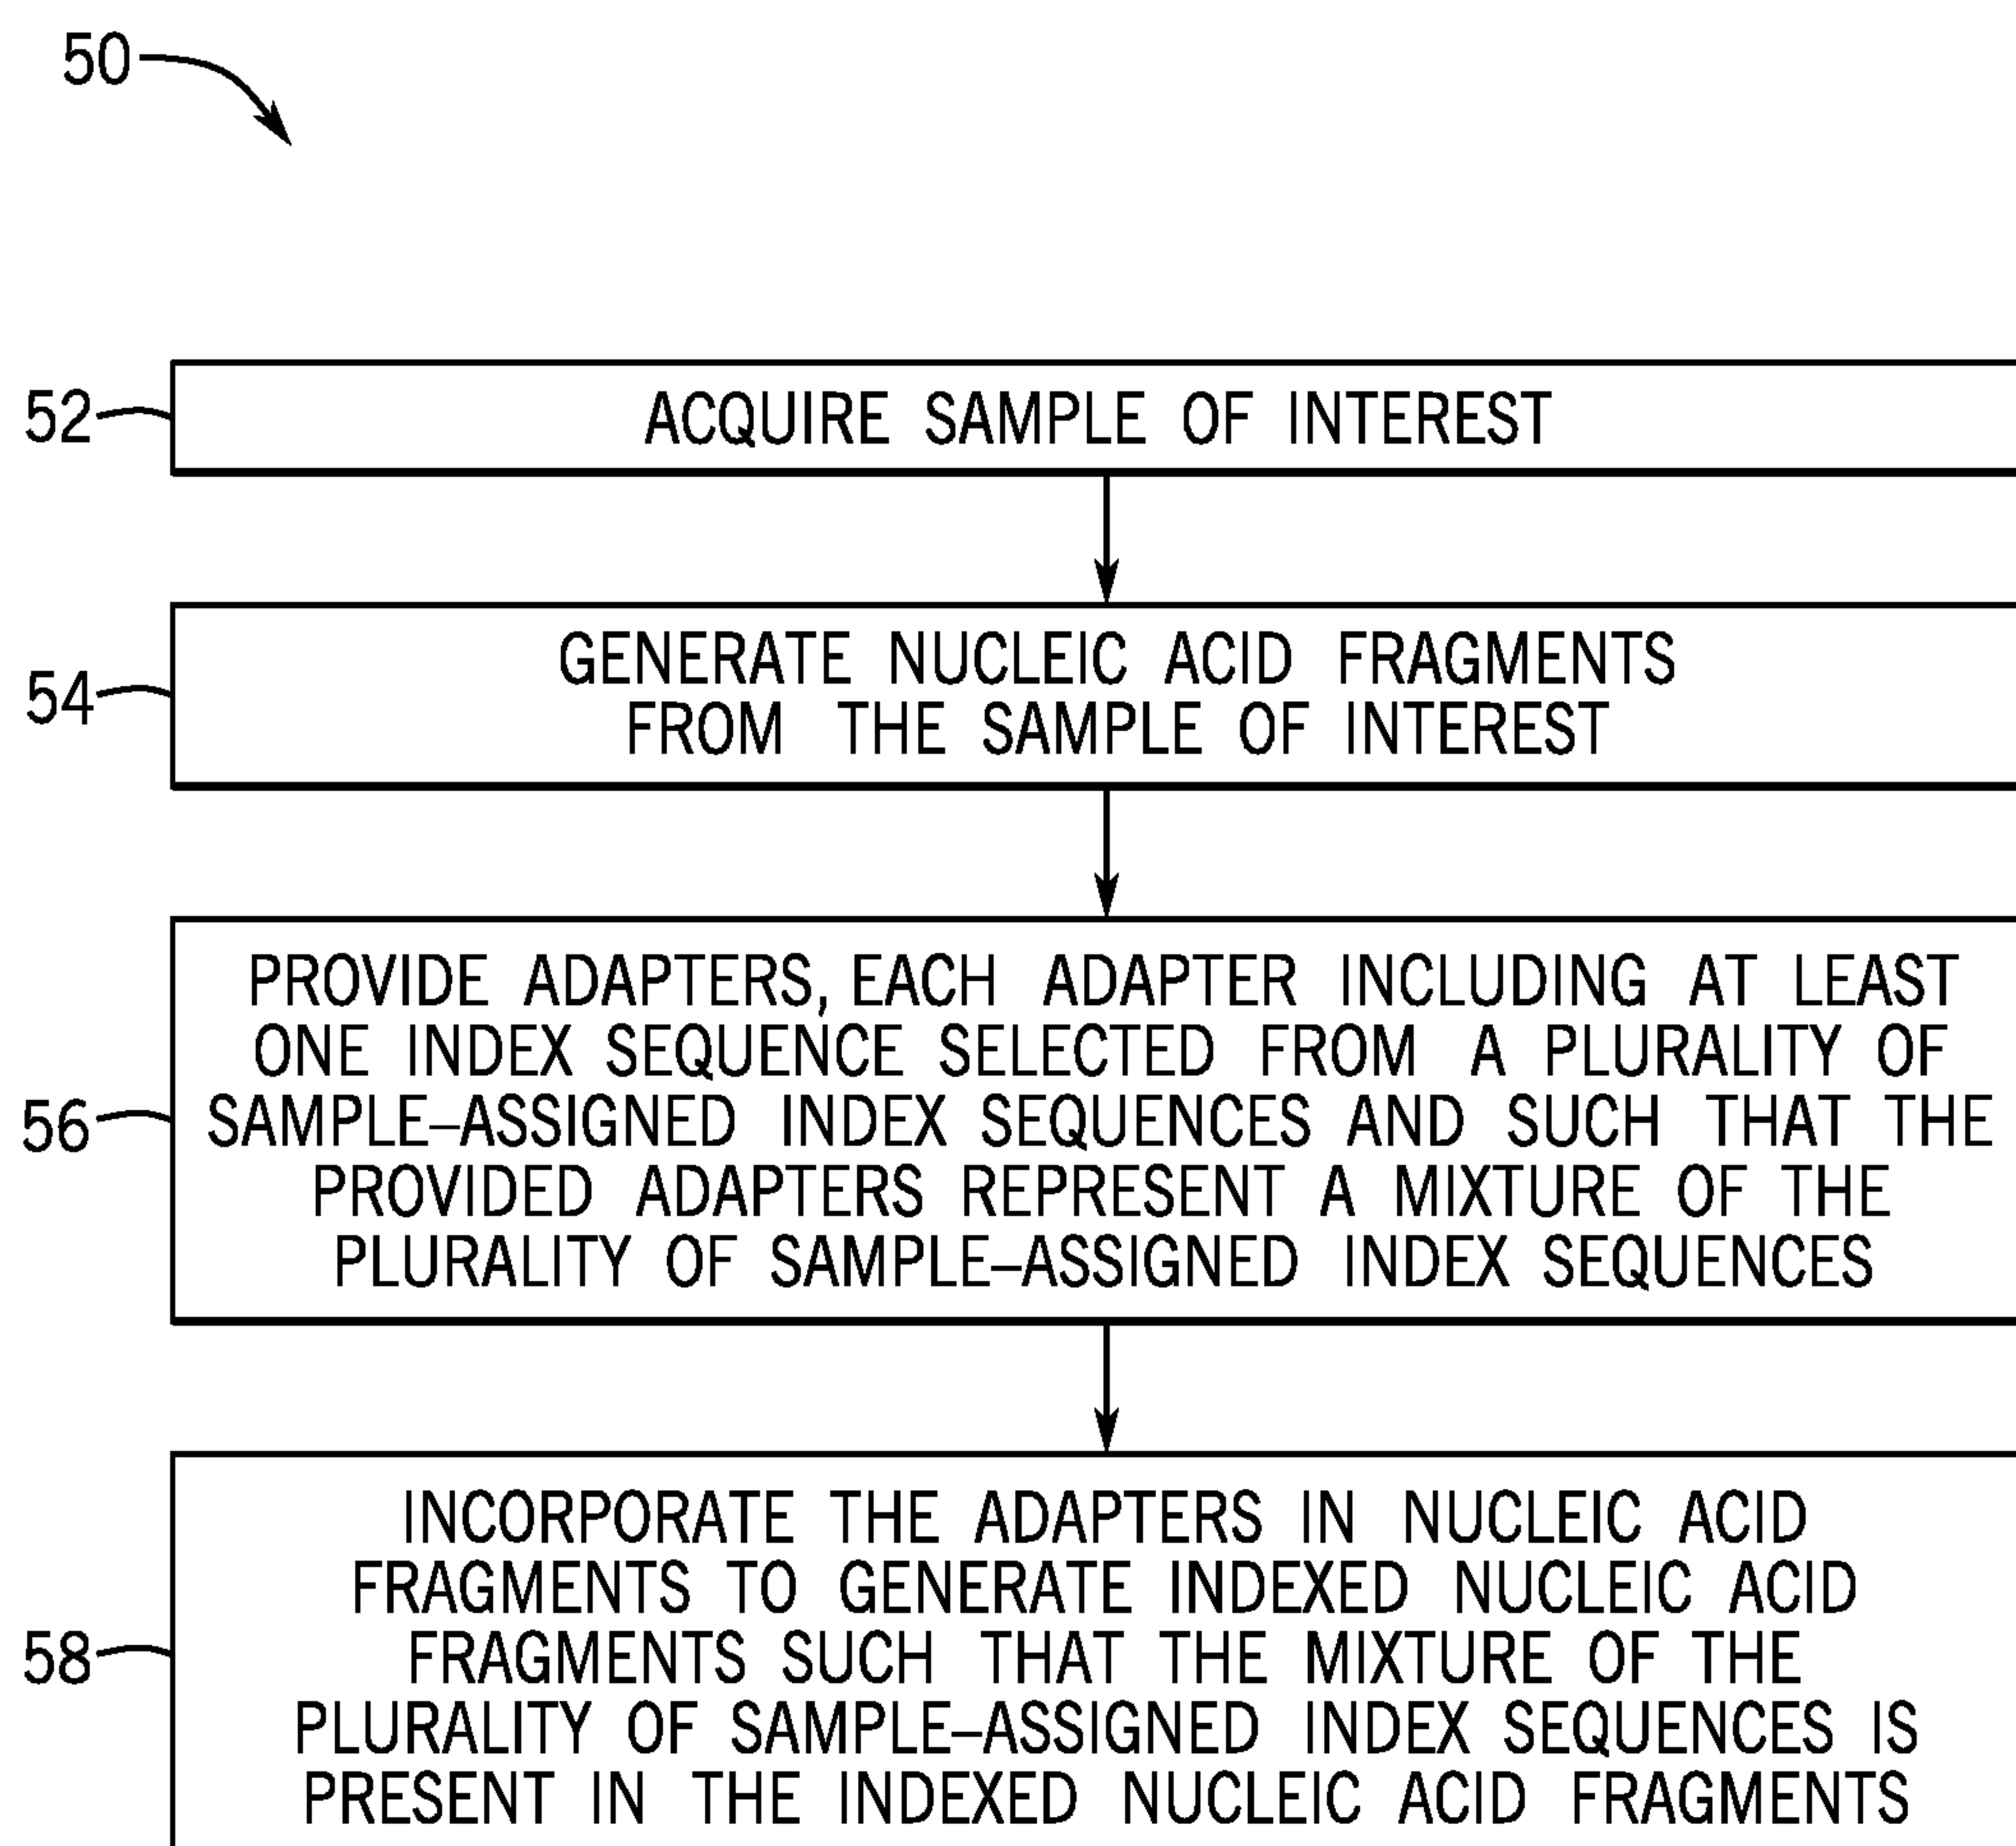 50
52
ACQUIRE SAMPLE OF INTEREST
54
GENERATE NUCLEIC ACID FRAGMENTS
FROM THE SAMPLE OF INTEREST
56
PROVIDE ADAPTERS, EACH ADAPTER INCLUDING AT LEAST
ONE INDEX SEQUENCE SELECTED FROM A PLURALITY OF
SAMPLE–ASSIGNED INDEX SEQUENCES AND SUCH THAT THE
PROVIDED ADAPTERS REPRESENT A MIXTURE OF THE
PLURALITY OF SAMPLE–ASSIGNED INDEX SEQUENCES
58
INCORPORATE THE ADAPTERS IN NUCLEIC ACID
FRAGMENTS TO GENERATE INDEXED NUCLEIC ACID
FRAGMENTS SUCH THAT THE MIXTURE OF THE
PLURALITY OF SAMPLE–ASSIGNED INDEX SEQUENCES IS
PRESENT IN THE INDEXED NUCLEIC ACID FRAGMENTS